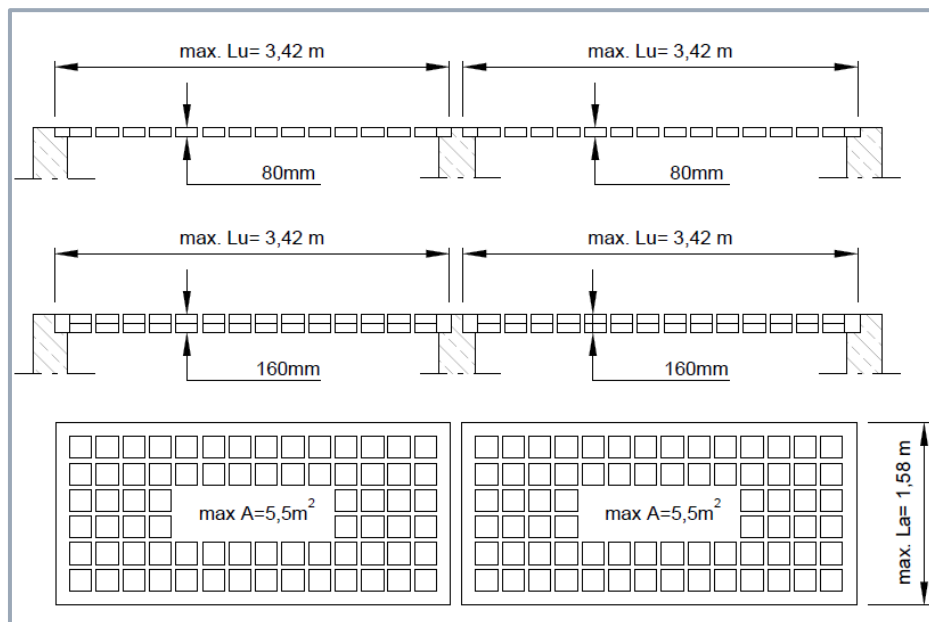 max. Lu= 3,42 m
max. Lu= 3,42 m
80mm
80mm
max. Lu= 3,42 m
max. Lu= 3,42 m
160mm
160mm
max A=5,5m²
max A=5,5m²
max. La= 1,58 m